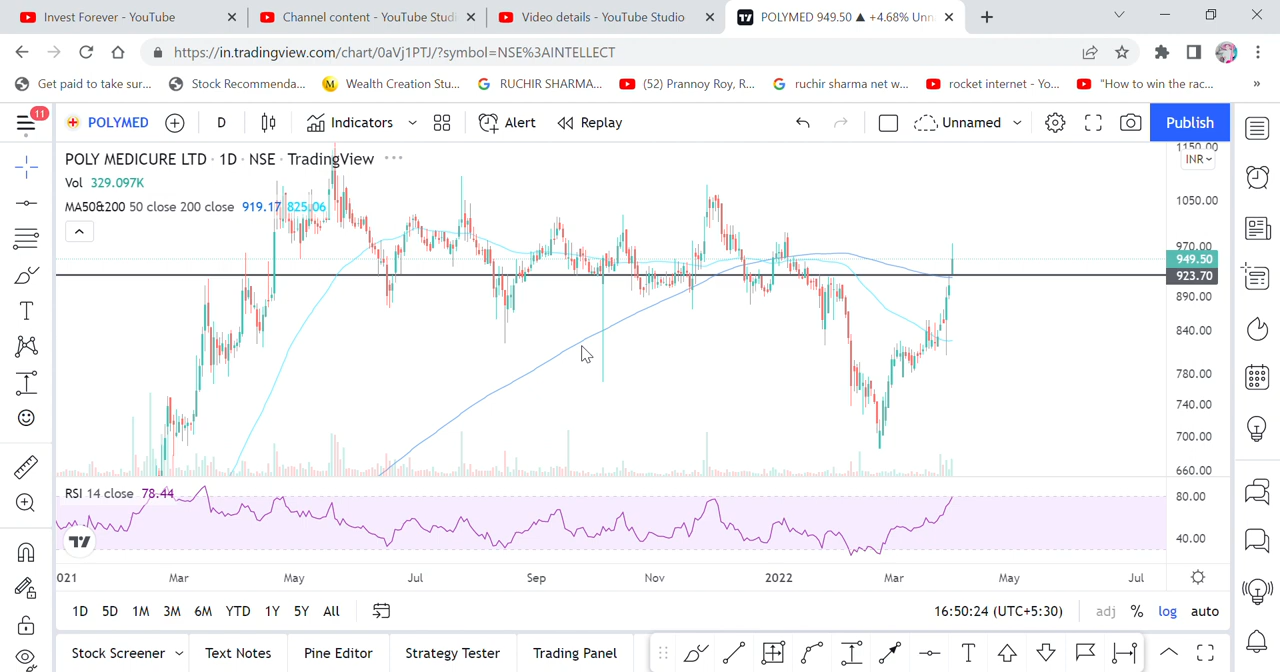 Invest Forever - YouTube
Channel content - YouTube Studi
Video details - YouTube Studio
POLYMED 949.50 ▲ +4.68% Unn
https://in.tradingview.com/chart/0aVj1PTJ/?symbol=NSE%3AINTELLECT
Get paid to take sur...
Stock Recommenda...
M Wealth Creation Stu...
RUCHIR SHARMA...
(52) Prannoy Roy, R...
ruchir sharma net w...
rocket internet - Yo...
"How to win the rac...
»
11
POLYMED
D
Indicators
Alert
Replay
Unnamed
Publish
POLY MEDICURE LTD · 1D · NSE · TradingView
Vol 329.097K
MA50&200 50 close 200 close 919.17 825.06
1150.00
INR
1050.00
970.00
949.50
923.70
890.00
840.00
780.00
740.00
700.00
660.00
RSI 14 close 78.44
80.00
40.00
021 Mar May Jul Sep Nov 2022 Mar May Jul
1D 5D 1M 3M 6M YTD 1Y 5Y All
16:50:24 (UTC+5:30) adj % log auto
Stock Screener Text Notes Pine Editor Strategy Tester Trading Panel